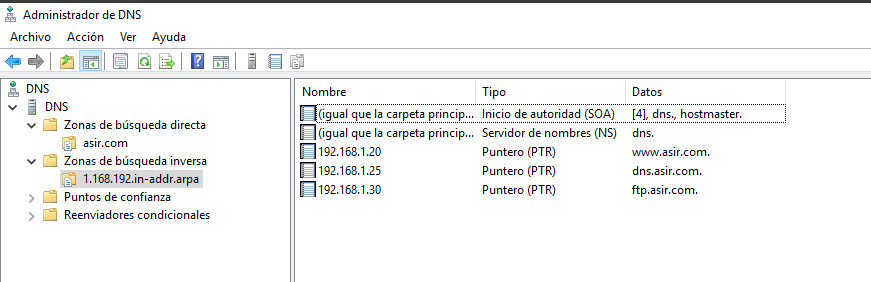 Administrador de DNS
Archivo Acción Ver Ayuda
DNS
DNS
Zonas de búsqueda directa
asir.com
Zonas de búsqueda inversa
1.168.192.in-addr.arpa
Puntos de confianza
Reenviadores condicionales
Nombre Tipo Datos
(igual que la carpeta princip... Inicio de autoridad (SOA) [4], dns., hostmaster.
(igual que la carpeta princip... Servidor de nombres (NS) dns.
192.168.1.20 Puntero (PTR) www.asir.com.
192.168.1.25 Puntero (PTR) dns.asir.com.
192.168.1.30 Puntero (PTR) ftp.asir.com.